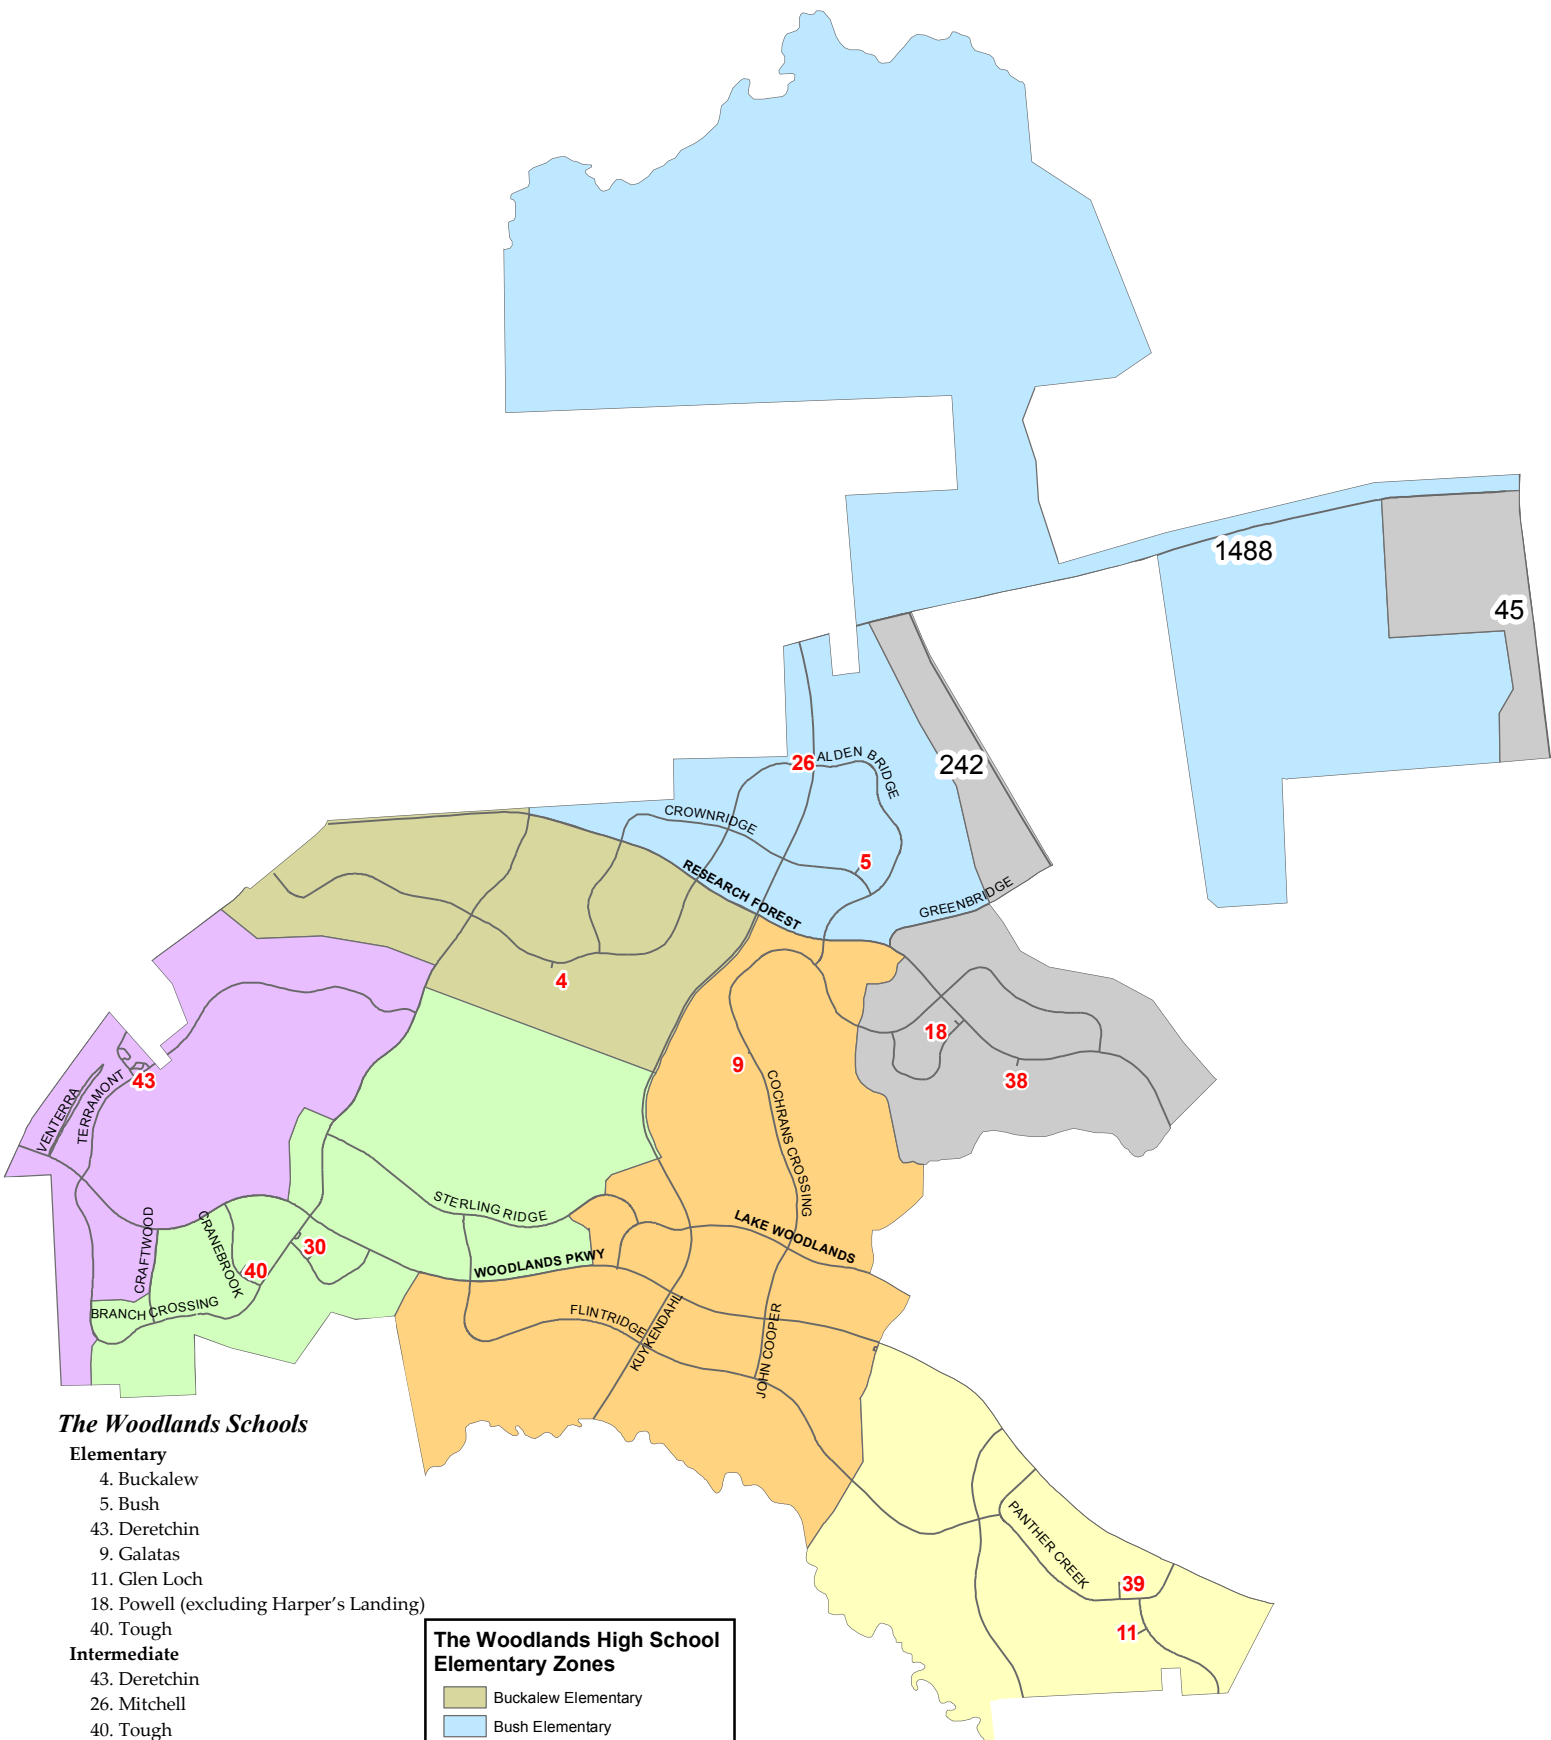 1488
45
242
26
ALDEN BRIDGE
CROWNRIDGE
5
RESEARCH FOREST
GREENBRIDGE
4
18
9
38
43
COCHRANS CROSSING
VENTERRA
TERRAMONT
STERLING RIDGE
LAKE WOODLANDS
CRAFTWOOD
CRANEBROOK
30
40
WOODLANDS PKWY
BRANCH CROSSING
FLINTRIDGE
KUYKENDAHL
JOHN COOPER
PANTHER CREEK
39
11
The Woodlands Schools
Elementary
4. Buckalew
5. Bush
43. Deretchin
9. Galatas
11. Glen Loch
18. Powell (excluding Harper's Landing)
40. Tough
Intermediate
43. Deretchin
26. Mitchell
40. Tough
The Woodlands High School
Elementary Zones
Buckalew Elementary
Bush Elementary